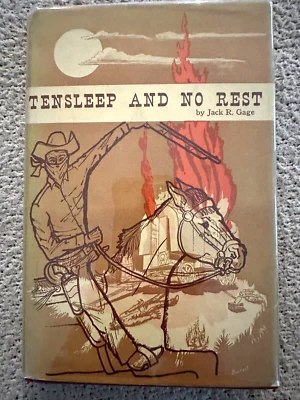 TENSLEEP AND NO REST
by Jack R. Gage